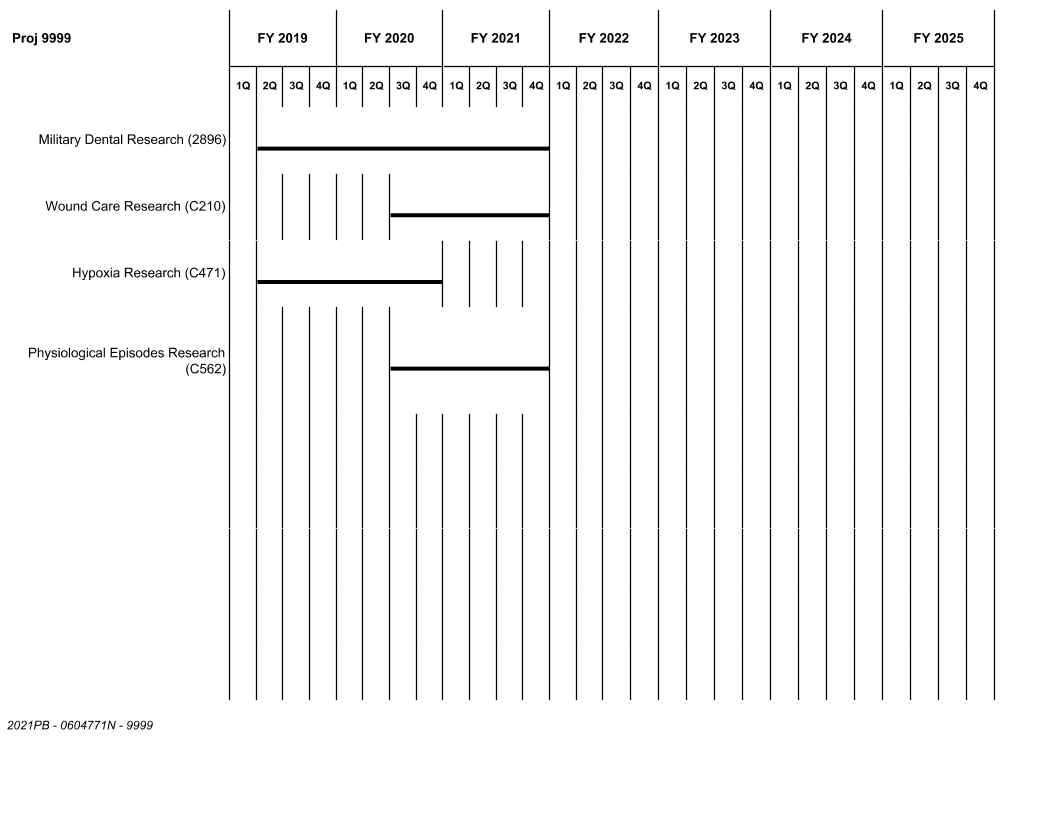 Proj 9999 FY 2019 FY 2020 FY 2021 FY 2022 FY 2023 FY 2024 FY 2025
1Q 2Q 3Q 4Q 1Q 2Q 3Q 4Q 1Q 2Q 3Q 4Q 1Q 2Q 3Q 4Q 1Q 2Q 3Q 4Q 1Q 2Q 3Q 4Q 1Q 2Q 3Q 4Q
Military Dental Research (2896)
Wound Care Research (C210)
Hypoxia Research (C471)
Physiological Episodes Research
(C562)
2021PB - 0604771N - 9999